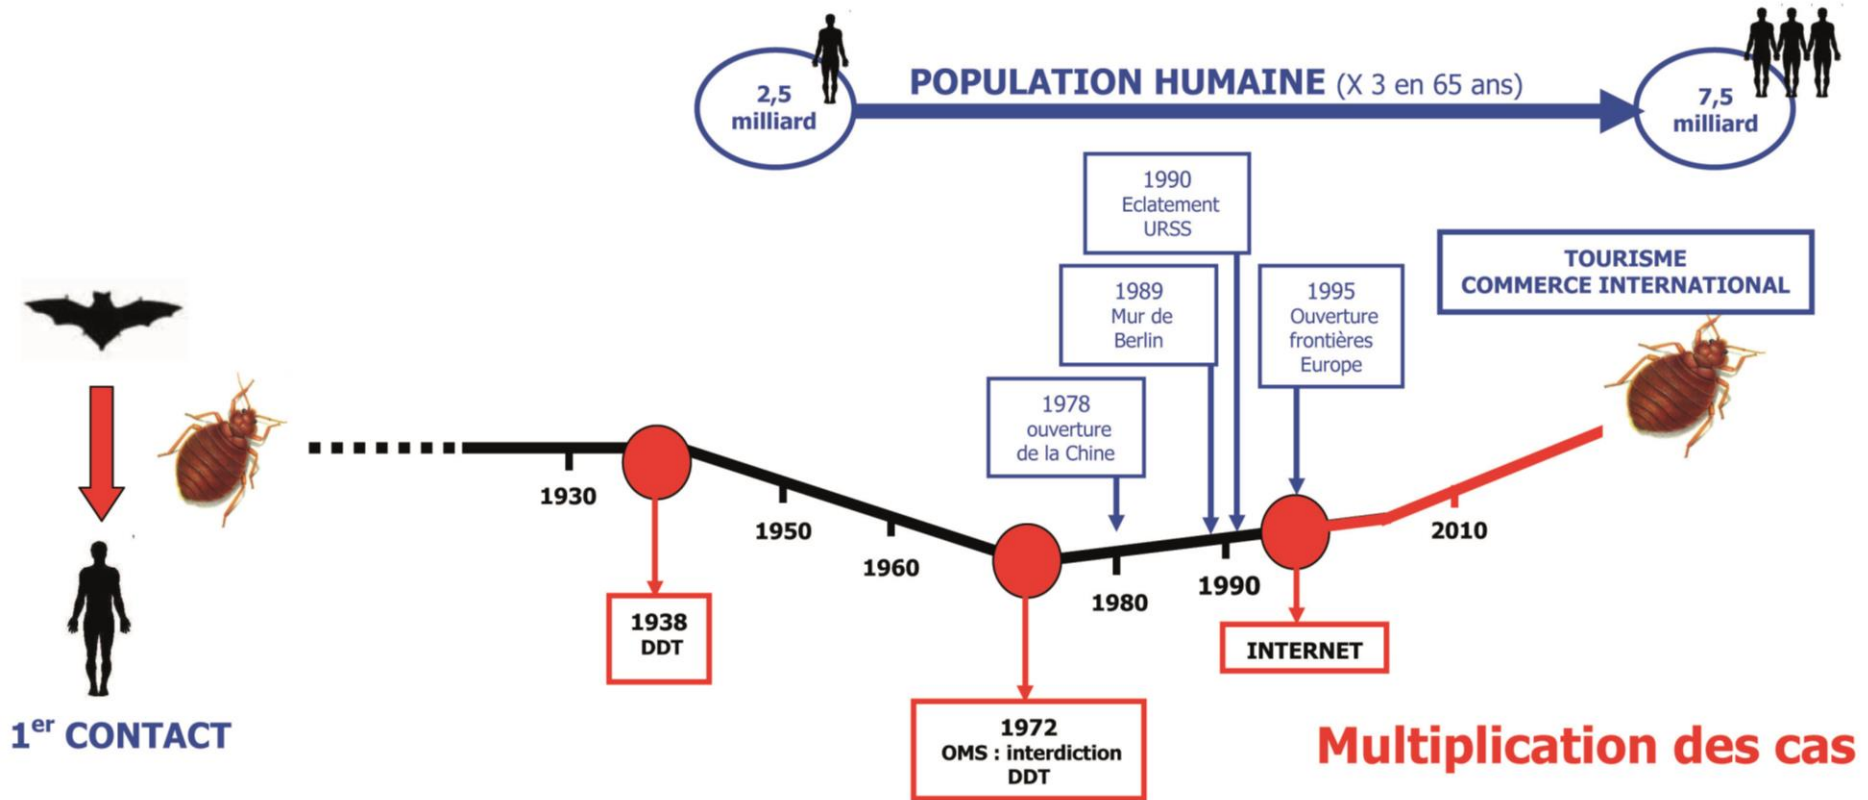 POPULATION HUMAINE (X 3 en 65 ans)
2,5
milliard
7,5
milliard
1990
Eclatement
URSS
1989
Mur de
Berlin
1995
Ouverture
frontières
Europe
TOURISME
COMMERCE INTERNATIONAL
1978
ouverture
de la Chine
1930
1950
1960
1980
1990
2010
1938
DDT
1972
OMS : interdiction
DDT
INTERNET
1er CONTACT
Multiplication des cas